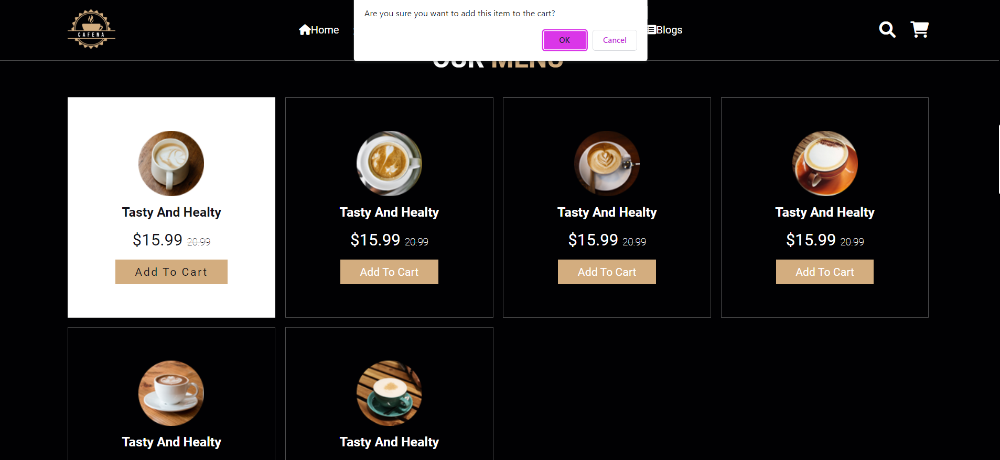 CAFENA
Home
Blogs
Are you sure you want to add this item to the cart?
OK
Cancel
OUR MENU
Tasty And Healty
$15.99 20.99
Add To Cart
Tasty And Healty
$15.99 20.99
Add To Cart
Tasty And Healty
$15.99 20.99
Add To Cart
Tasty And Healty
$15.99 20.99
Add To Cart
Tasty And Healty
Tasty And Healty